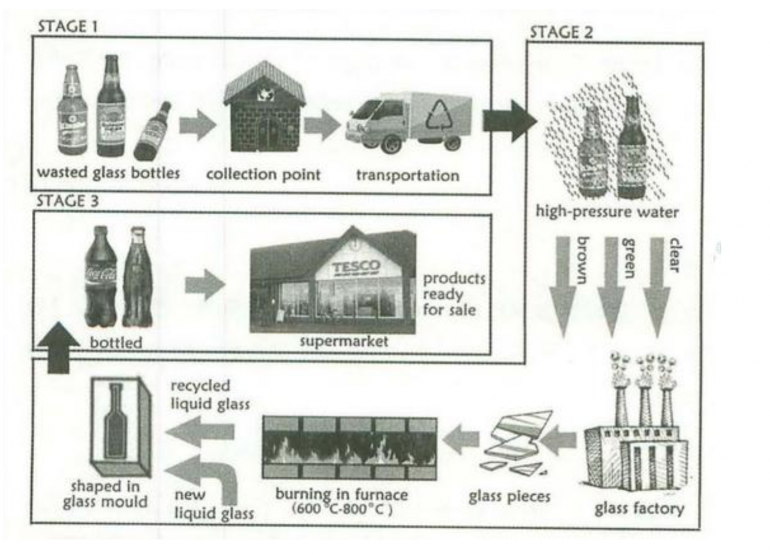 STAGE 1
wasted glass bottles
collection point
transportation
STAGE 2
high-pressure water
brown
green
clear
glass factory
glass pieces
burning in furnace
(600°C-800°C)
recycled
liquid glass
new
liquid glass
shaped in
glass mould
STAGE 3
Coca-Cola
bottled
TESCO
supermarket
products
ready
for sale